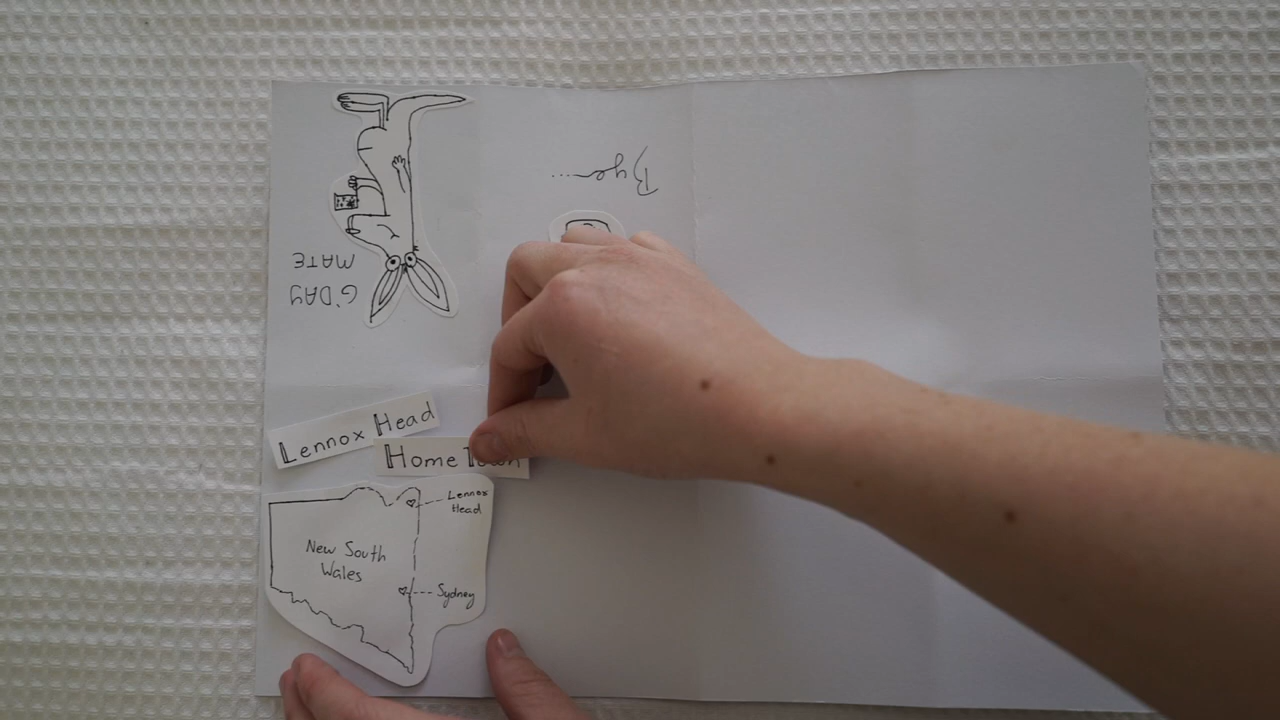 Bye....
G'DAY
MATE
Lennox Head
Home Town
Lennox
Head
New South
Wales
Sydney